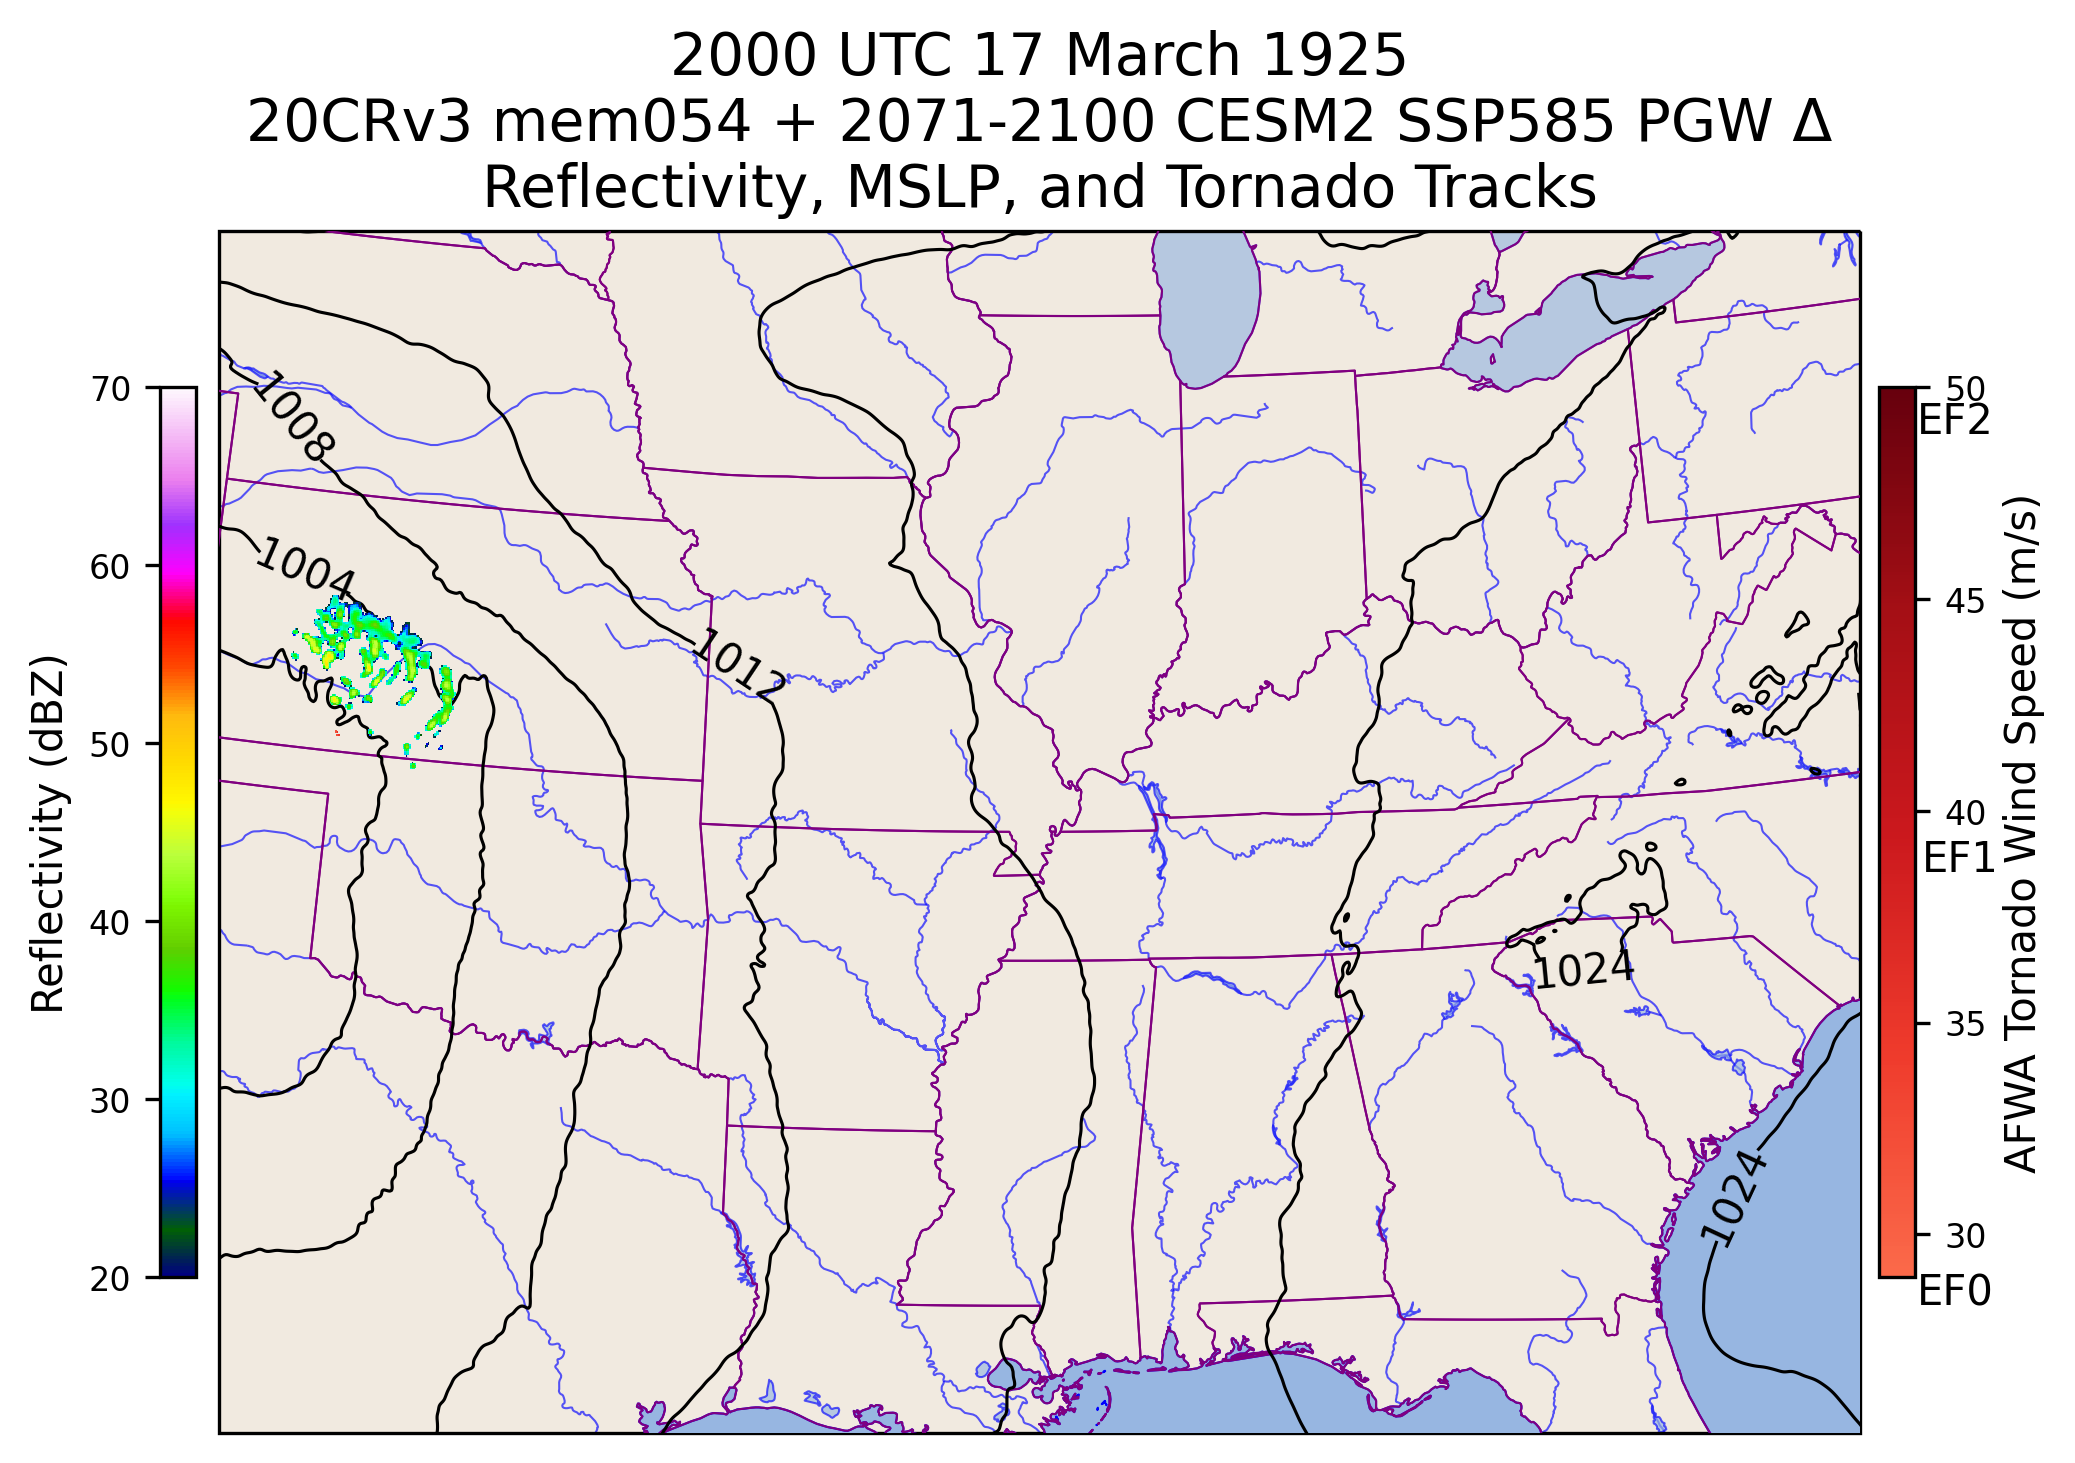 2000 UTC 17 March 1925
20CRv3 mem054 + 2071-2100 CESM2 SSP585 PGW Δ
Reflectivity, MSLP, and Tornado Tracks
70
60
50
40
30
20
Reflectivity (dBZ)
1008
1004
1012
1024
1024
50
EF2
45
40
EF1
35
30
EF0
AFWA Tornado Wind Speed (m/s)